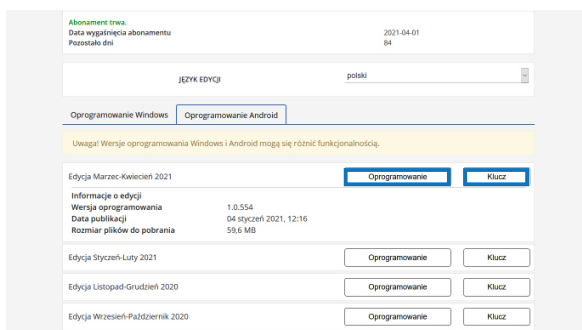 Abonament trwa.
Data wygaśnięcia abonamentu 2021-04-01
Pozostało dni 84
JĘZYK EDYCJI polski
Oprogramowanie Windows Oprogramowanie Android
Uwaga! Wersje oprogramowania Windows i Android mogą się różnić funkcjonalnością.
Edycja Marzec-Kwiecień 2021 Oprogramowanie Klucz
Informacje o edycji
Wersja oprogramowania 1.0.554
Data publikacji 04 styczeń 2021, 12:16
Rozmiar plików do pobrania 59,6 MB
Edycja Styczeń-Luty 2021 Oprogramowanie Klucz
Edycja Listopad-Grudzień 2020 Oprogramowanie Klucz
Edycja Wrzesień-Październik 2020 Oprogramowanie Klucz